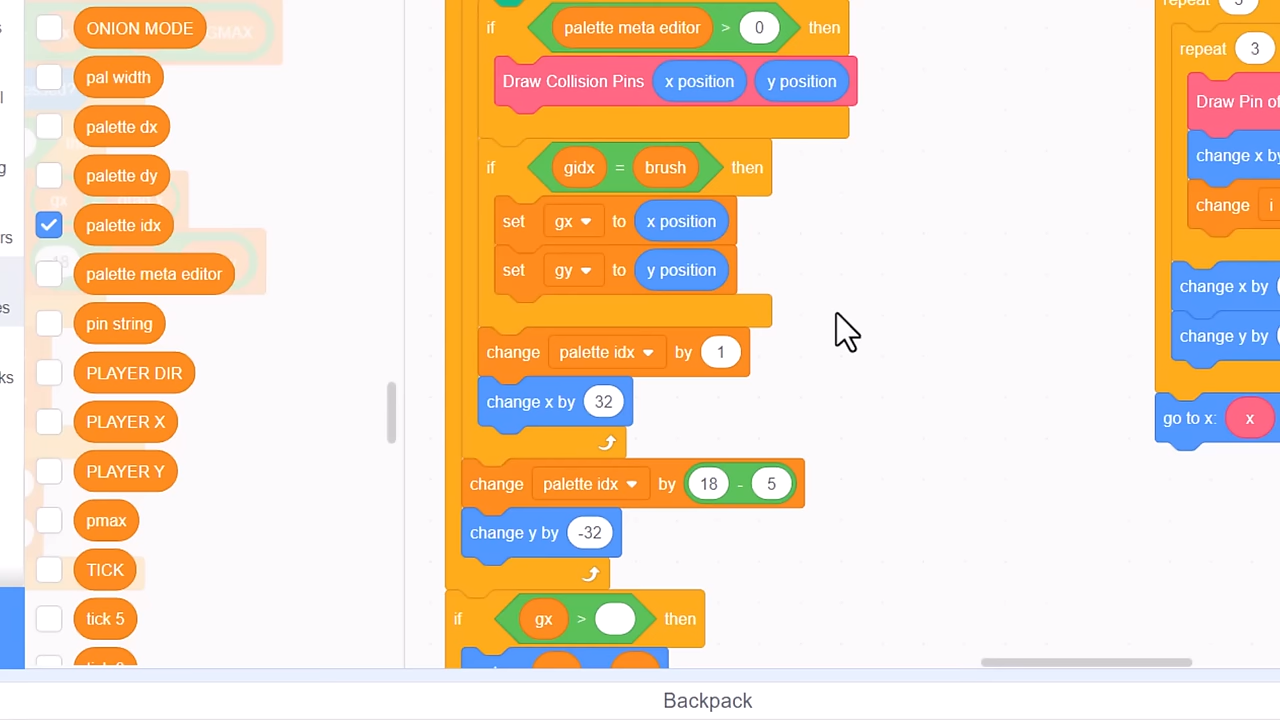 ONION MODE
pal width
palette dx
palette dy
palette idx
palette meta editor
pin string
PLAYER DIR
PLAYER X
PLAYER Y
pmax
TICK
tick 5
if palette meta editor > 0 then
Draw Collision Pins x position y position
if gidx = brush then
set gx to x position
set gy to y position
change palette idx by 1
change x by 32
change palette idx by 18 - 5
change y by -32
if gx > then
repeat 3
Draw Pin of
change x by
change i
change x by
change y by
go to x: x
Backpack